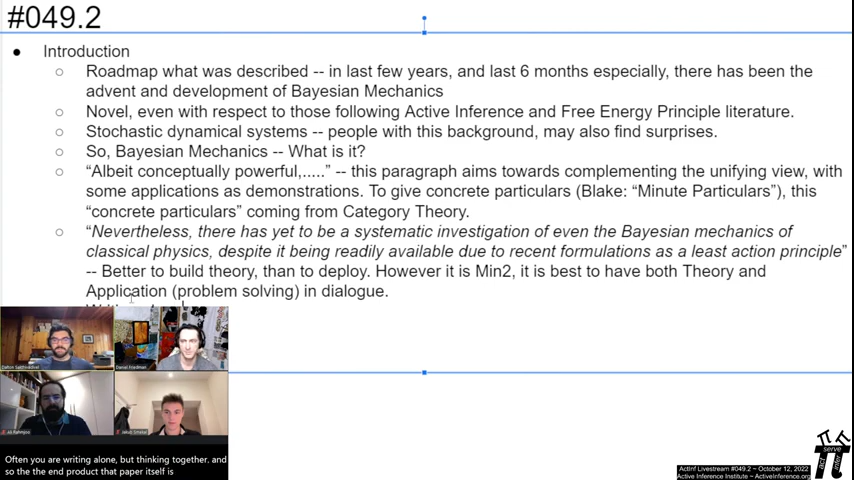 #049.2
● Introduction
○ Roadmap what was described -- in last few years, and last 6 months especially, there has been the
advent and development of Bayesian Mechanics
○ Novel, even with respect to those following Active Inference and Free Energy Principle literature.
○ Stochastic dynamical systems -- people with this background, may also find surprises.
○ So, Bayesian Mechanics -- What is it?
○ “Albeit conceptually powerful,.....” -- this paragraph aims towards complementing the unifying view, with
some applications as demonstrations. To give concrete particulars (Blake: “Minute Particulars”), this
“concrete particulars” coming from Category Theory.
○ “Nevertheless, there has yet to be a systematic investigation of even the Bayesian mechanics of
classical physics, despite it being readily available due to recent formulations as a least action principle”
-- Better to build theory, than to deploy. However it is Min2, it is best to have both Theory and
Application (problem solving) in dialogue.
Daniel Friedman
Often you are writing alone, but thinking together. and
so the the end product that paper itself is
serve
act
infer
ActInf Livestream #049.2 ~ October 12, 2022
Active Inference Institute ~ ActiveInference.org